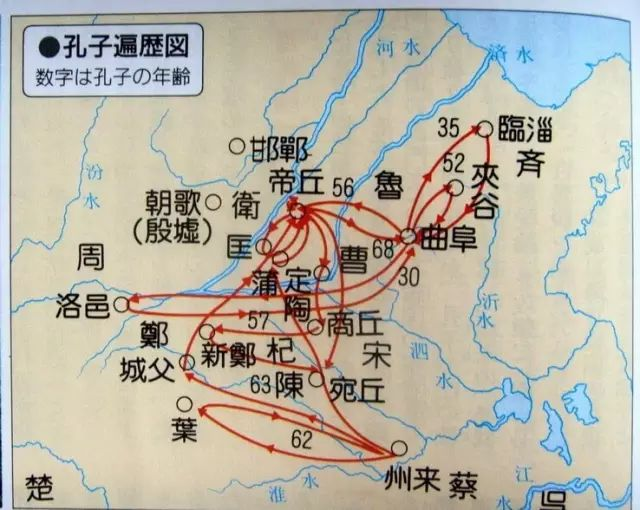 ●孔子遍歴図
数字は孔子の年齢
河水
済水
汾水
邯鄲
35
臨淄
斉
52
夾谷
帝丘
56
魯
朝歌
(殷墟)
衛
匡
蒲
定陶
曹
68
曲阜
30
周
洛邑
57
商丘
宋
沂水
泗水
鄭
新鄭
杞
城父
63
陳
宛丘
葉
62
州来
蔡
淮水
江水
楚
呉